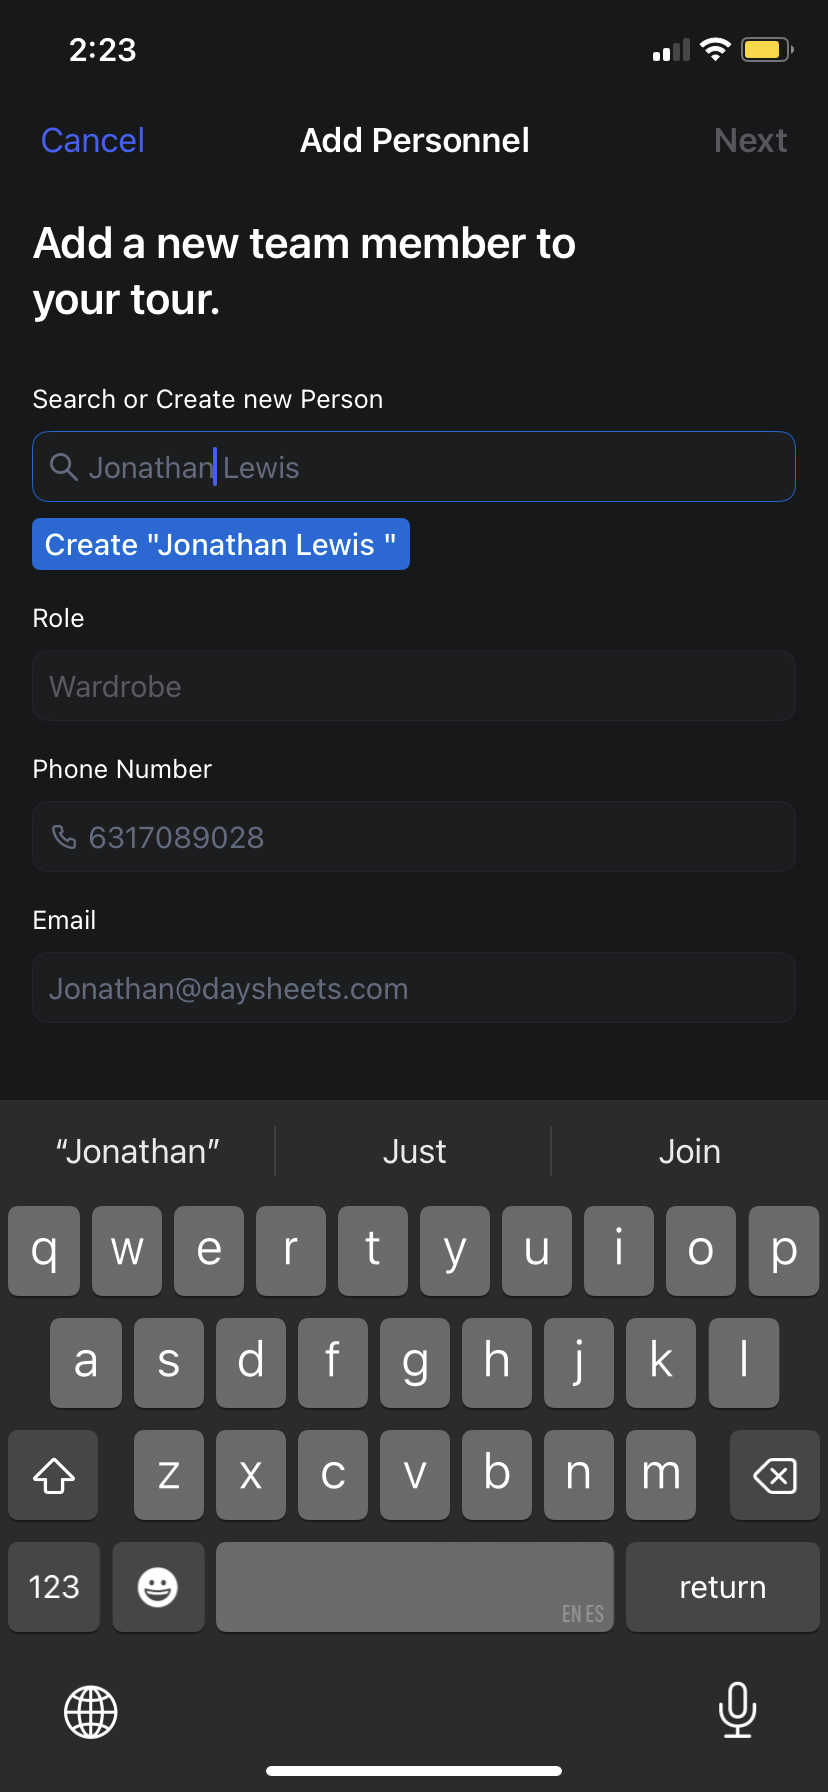 2:23
Cancel Add Personnel Next
Add a new team member to
your tour.
Search or Create new Person
Jonathan Lewis
Create "Jonathan Lewis "
Role
Wardrobe
Phone Number
6317089028
Email
Jonathan@daysheets.com
“Jonathan” Just Join
q w e r t y u i o p
a s d f g h j k l
z x c v b n m
123 EN ES return